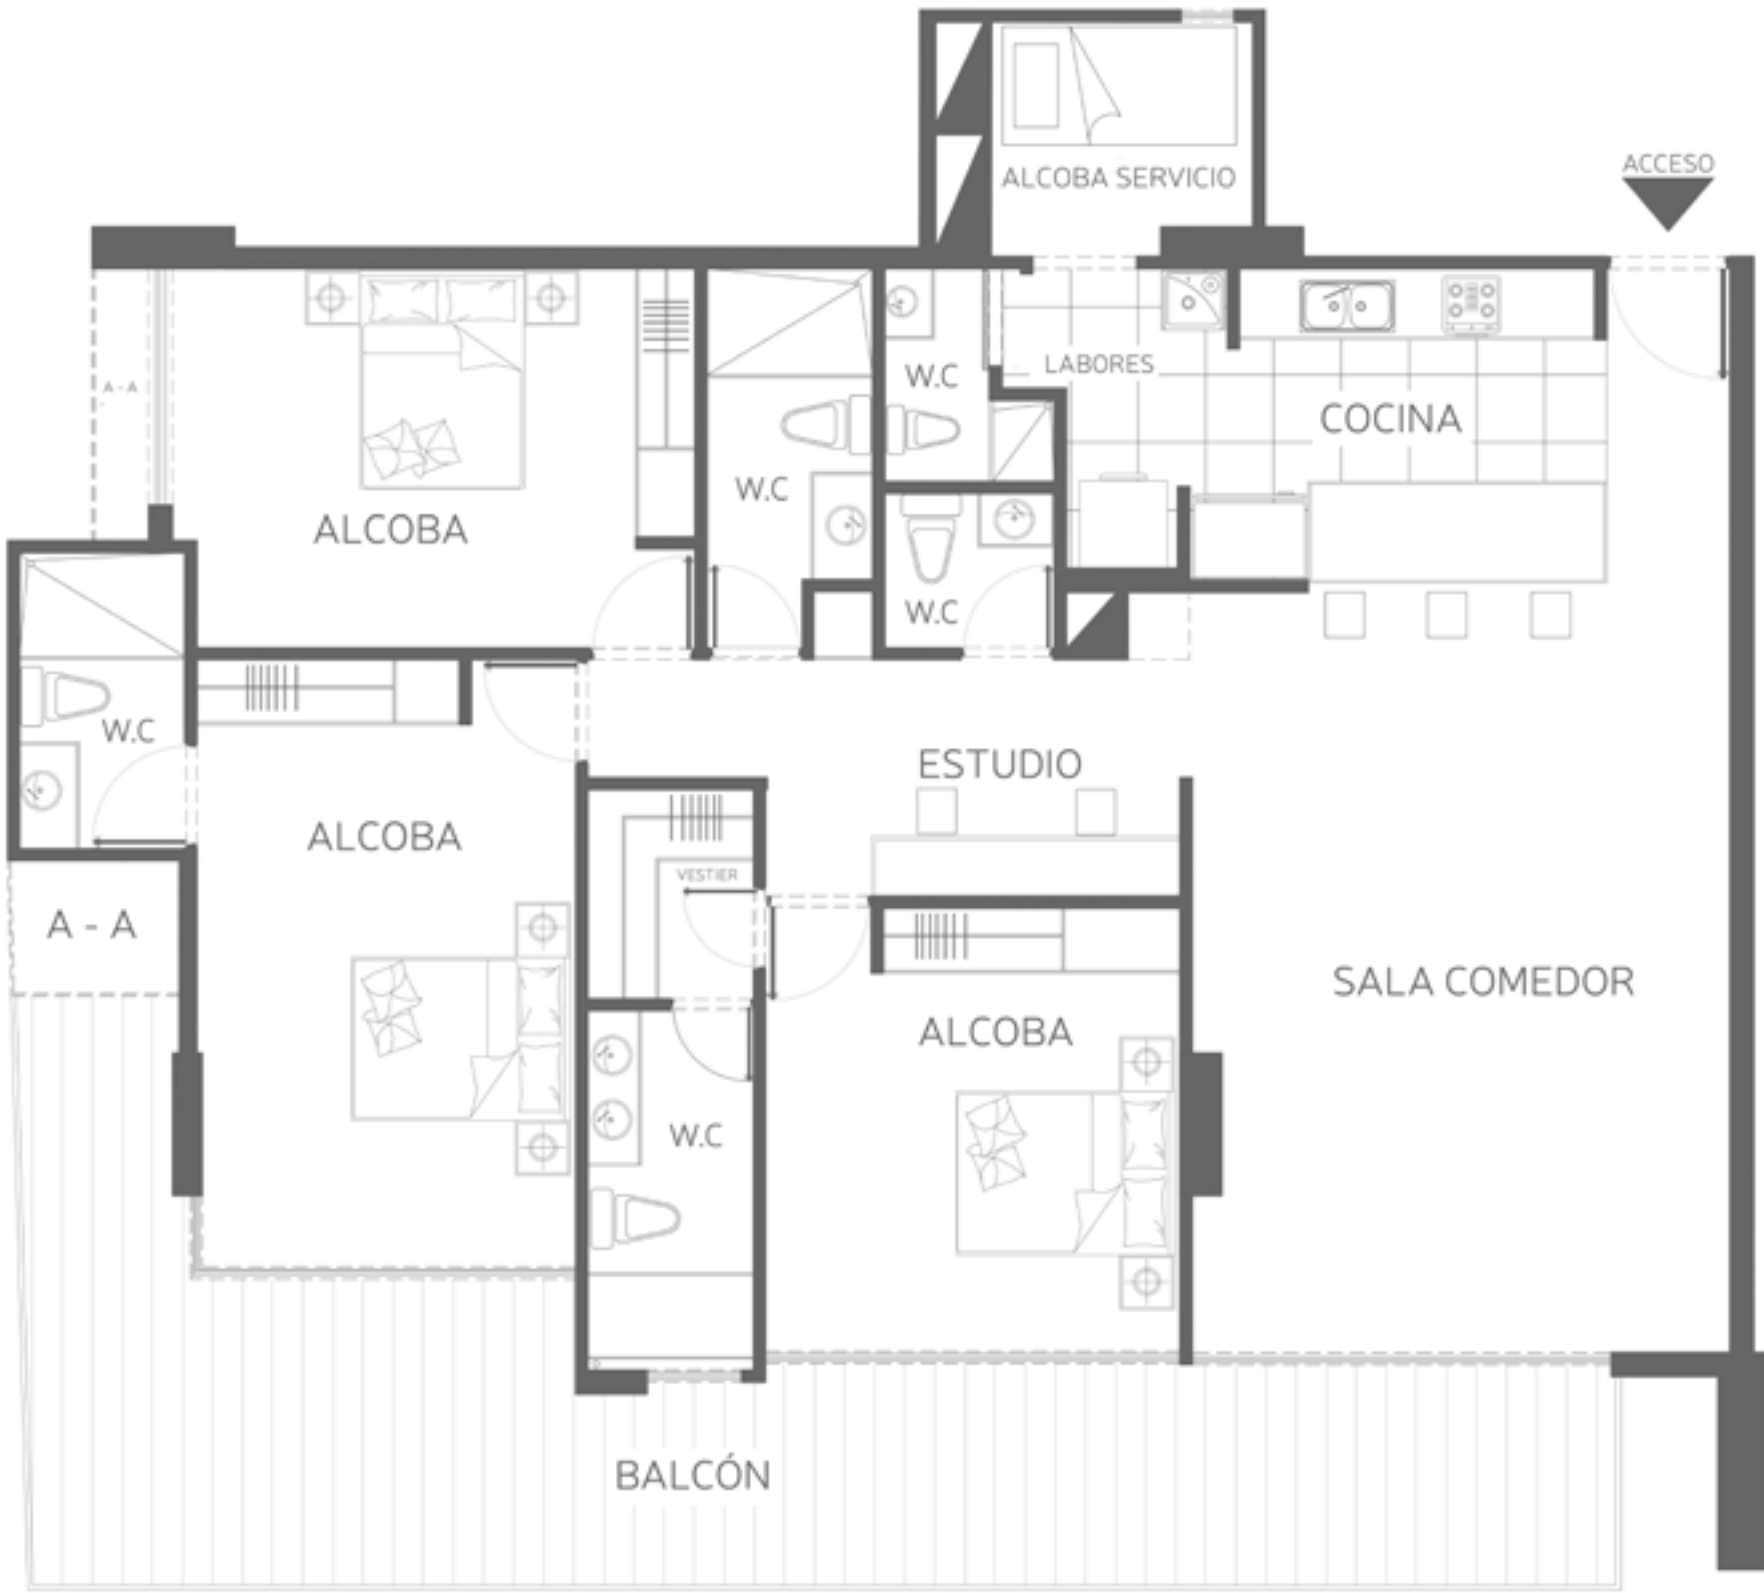 ACCESO
ALCOBA SERVICIO
LABORES
W.C
A - A
COCINA
W.C
ALCOBA
W.C
W.C
ESTUDIO
ALCOBA
VESTIER
A - A
SALA COMEDOR
ALCOBA
W.C
BALCÓN